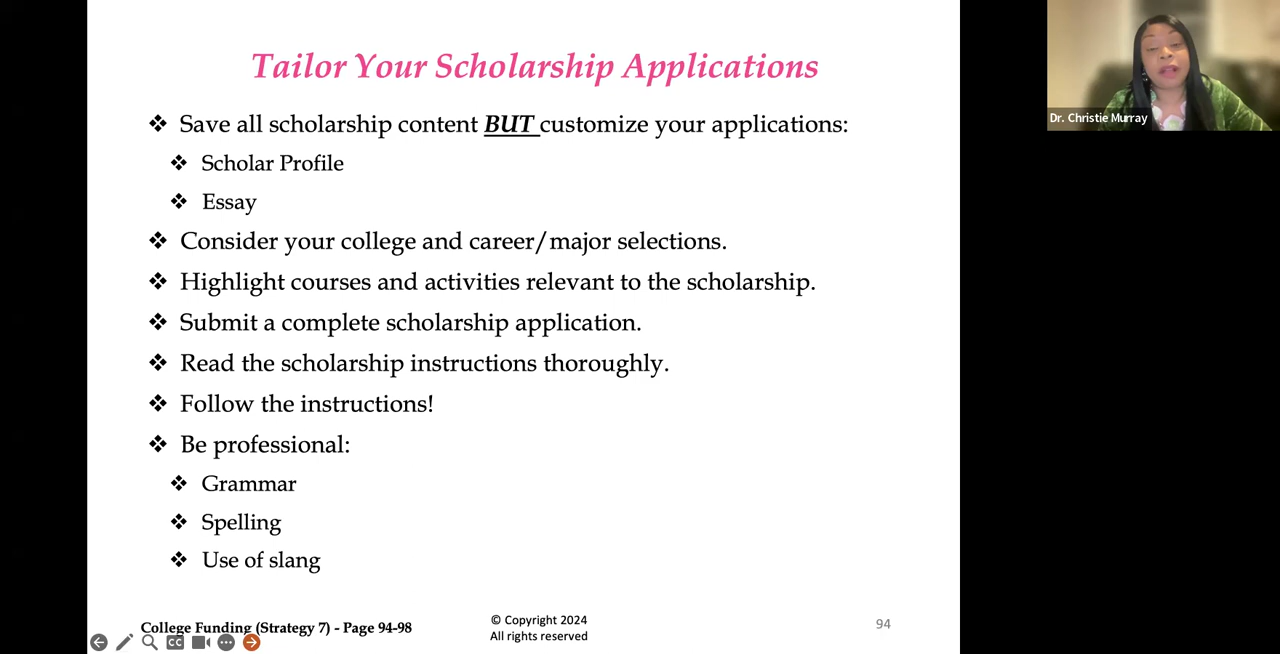 Tailor Your Scholarship Applications
Save all scholarship content BUT customize your applications:
Scholar Profile
Essay
Consider your college and career/major selections.
Highlight courses and activities relevant to the scholarship.
Submit a complete scholarship application.
Read the scholarship instructions thoroughly.
Follow the instructions!
Be professional:
Grammar
Spelling
Use of slang
College Funding (Strategy 7) - Page 94-98
© Copyright 2024
All rights reserved
94
CC
Dr. Christie Murray